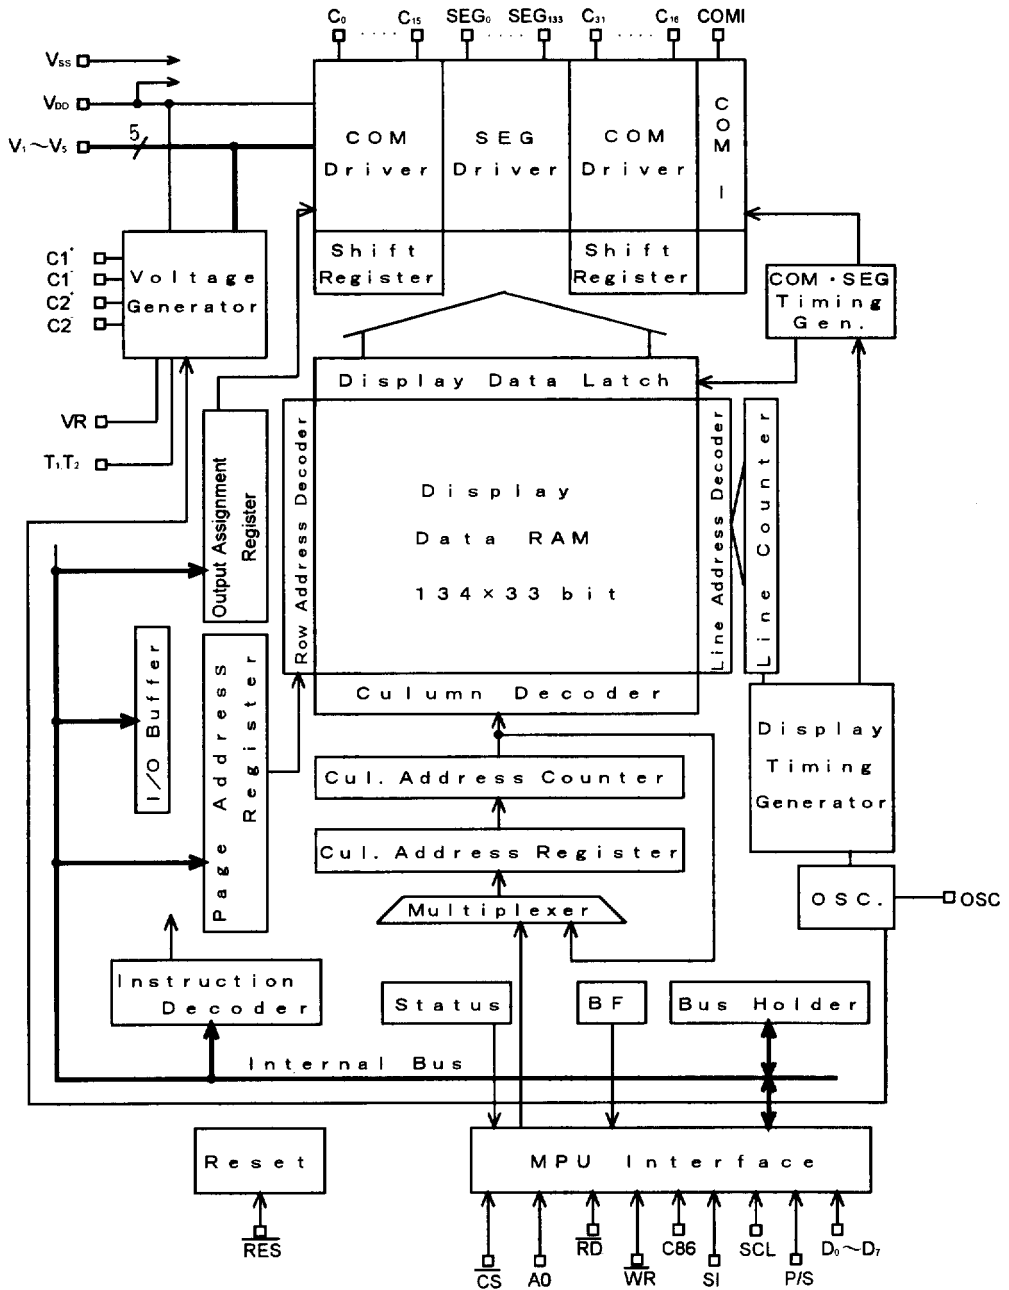 C₀ ····· C₁₅ SEG₀ ····· SEG₁₃₃ C₃₁ ····· C₁₆ COMI
Vss
VDD
V₁～V₅
5
COM
Driver
SEG
Driver
COM
Driver
COM I
Shift
Register
Shift
Register
C1⁺
C1⁻
C2⁺
C2⁻
Voltage
Generator
COM・SEG
Timing
Gen.
VR
T₁,T₂
Display Data Latch
Output Assignment
Register
Row Address Decoder
Display
Data RAM
134×33 bit
Line Address Decoder
Line Counter
I/O Buffer
Page Address
Register
Culumn Decoder
Cul. Address Counter
Cul. Address Register
Multiplexer
Display
Timing
Generator
OSC.
OSC
Instruction
Decoder
Status
BF
Bus Holder
Internal Bus
Reset
MPU Interface
R̅E̅S̅
C̅S̅
A0
R̅D̅
W̅R̅
C86
SI
SCL
P/S
D₀～D₇